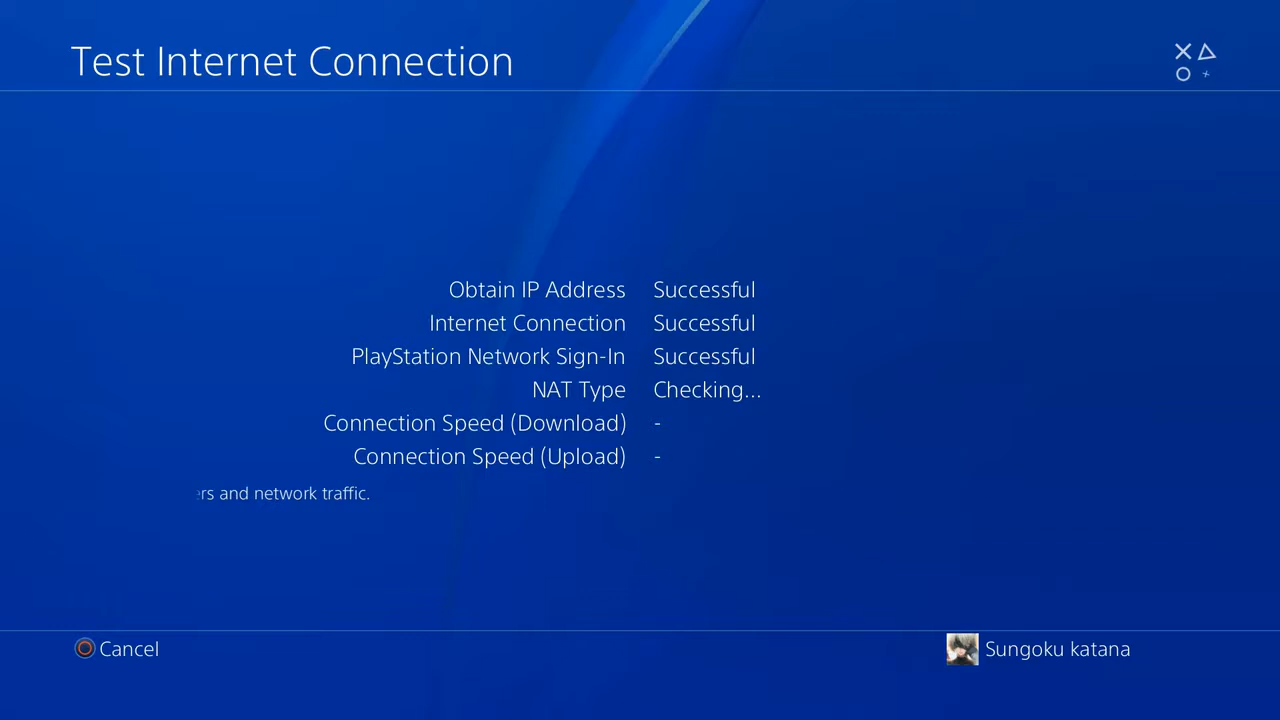 Test Internet Connection
Obtain IP Address Successful
Internet Connection Successful
PlayStation Network Sign-In Successful
NAT Type Checking...
Connection Speed (Download) -
Connection Speed (Upload) -
and network traffic.
Cancel Sungoku katana